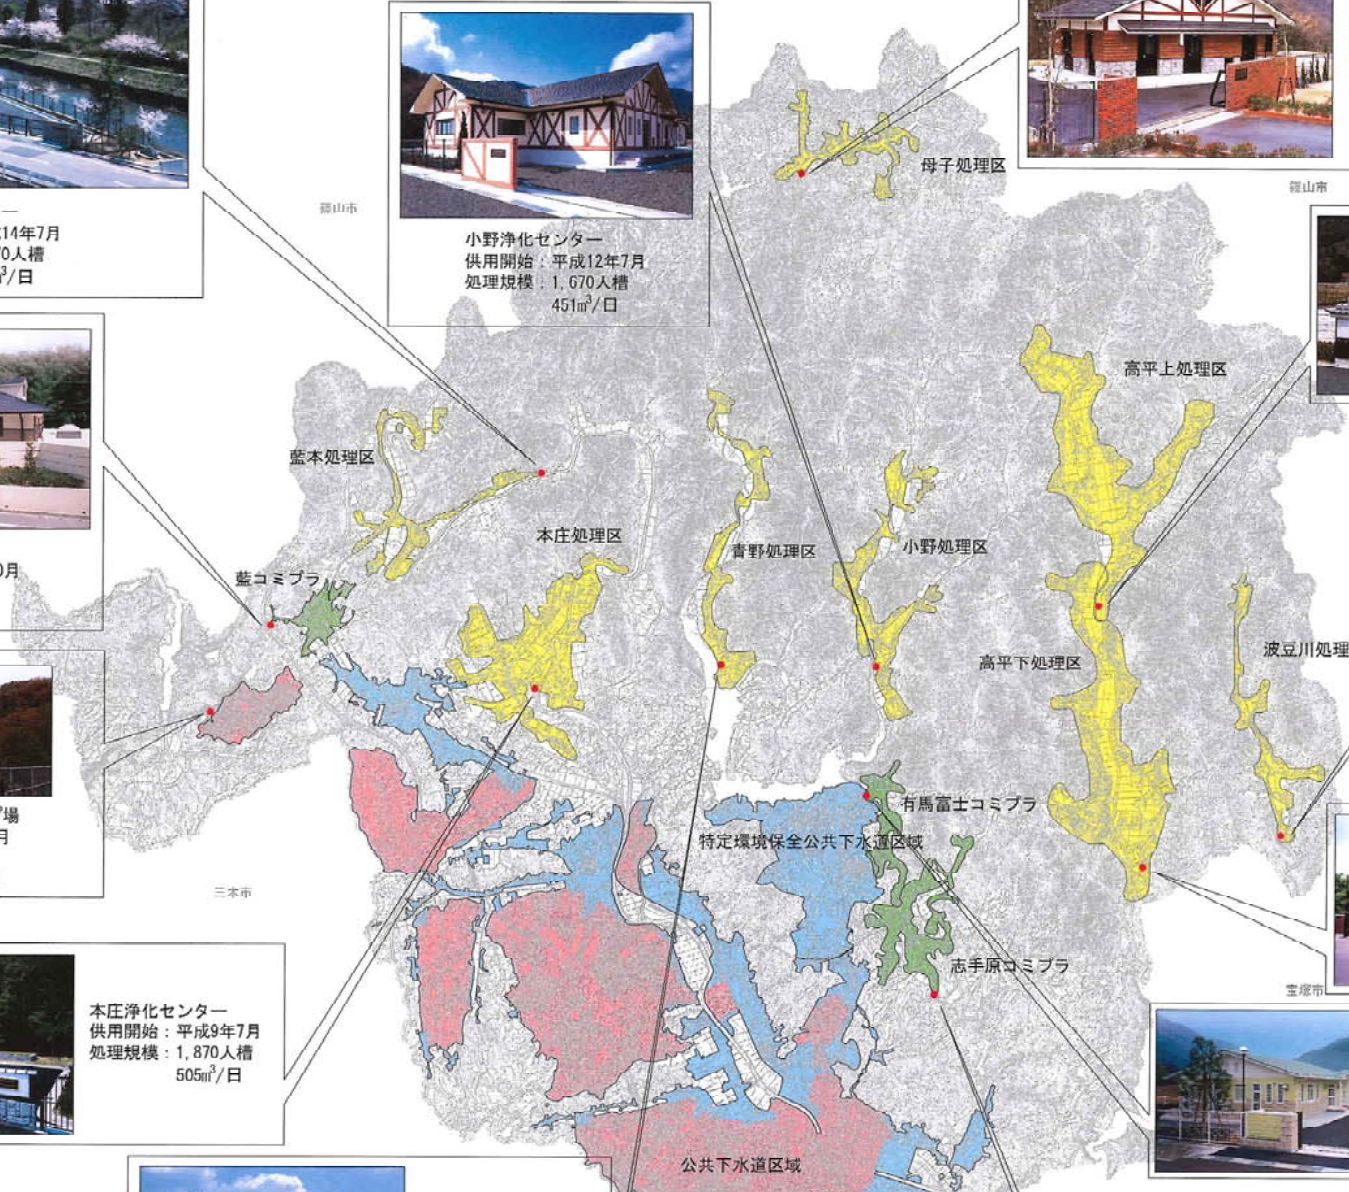 14年7月
0人槽
³/日
篠山市
小野浄化センター
供用開始：平成12年7月
処理規模：1,670人槽
451m³/日
母子処理区
篠山市
高平上処理区
藍本処理区
本庄処理区
青野処理区
小野処理区
月
藍コミプラ
高平下処理区
波豆川処理
場
月
有馬富士コミプラ
特定環境保全公共下水道区域
三木市
志手原コミプラ
宝塚市
本庄浄化センター
供用開始：平成9年7月
処理規模：1,870人槽
505m³/日
公共下水道区域